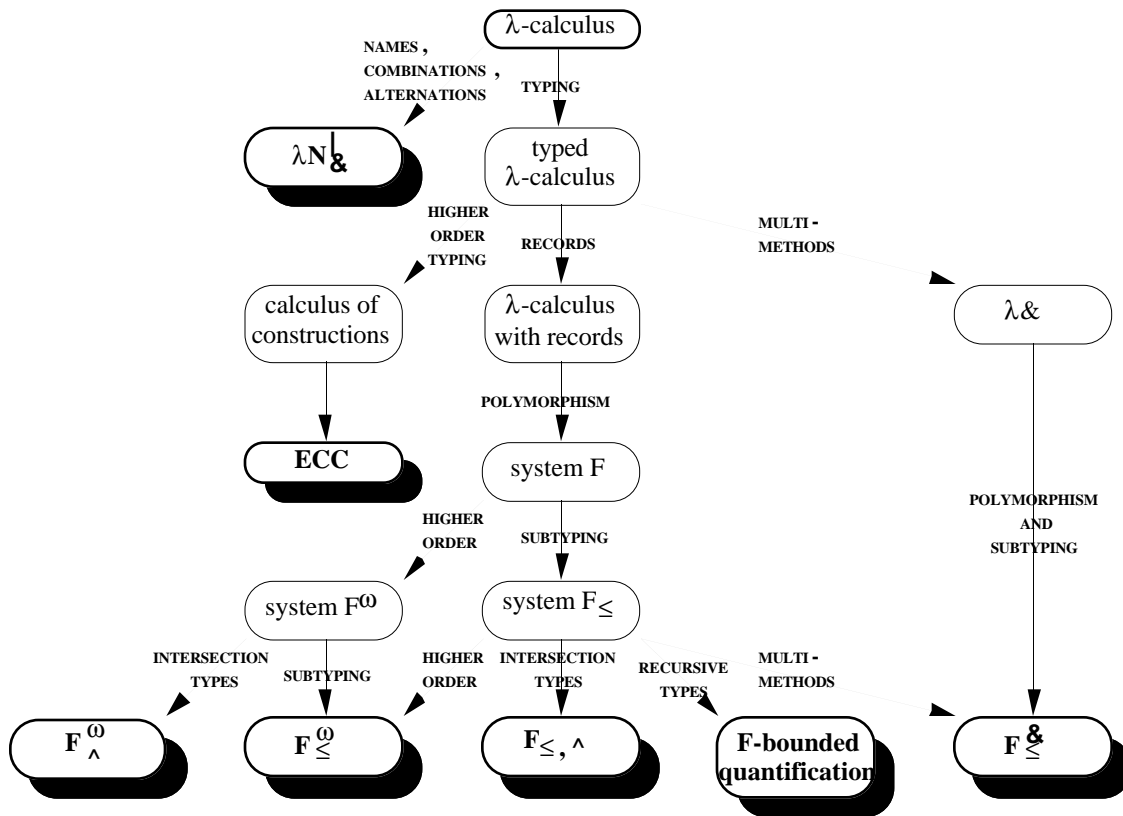 λ-calculus
NAMES,
COMBINATIONS,
ALTERNATIONS
TYPING
λN|&
typed
λ-calculus
HIGHER
ORDER
TYPING
RECORDS
MULTI-
METHODS
calculus of
constructions
λ-calculus
with records
λ&
POLYMORPHISM
ECC
system F
HIGHER
ORDER
SUBTYPING
POLYMORPHISM
AND
SUBTYPING
system Fω
system F≤
INTERSECTION
TYPES
SUBTYPING
HIGHER
ORDER
INTERSECTION
TYPES
RECURSIVE
TYPES
MULTI-
METHODS
F ω ^
F ω ≤
F≤,^
F-bounded
quantification
F & ≤